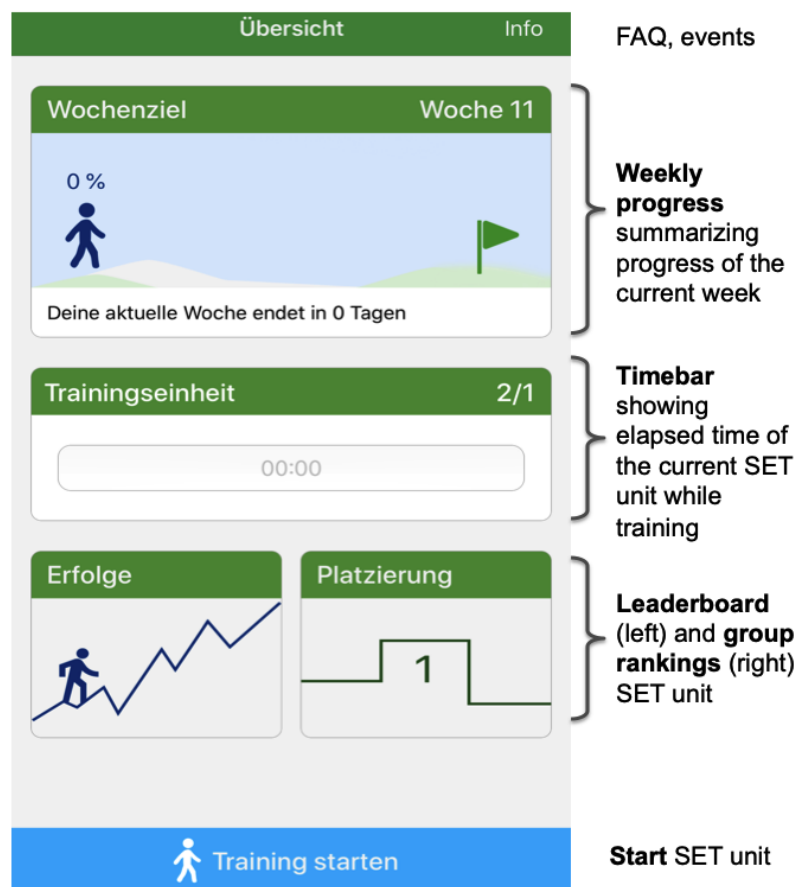 Übersicht Info
FAQ, events
Wochenziel Woche 11
0 %
Deine aktuelle Woche endet in 0 Tagen
Weekly
progress
summarizing
progress of the
current week
Trainingseinheit 2/1
00:00
Timebar
showing
elapsed time of
the current SET
unit while
training
Erfolge
Platzierung
1
Leaderboard
(left) and group
rankings (right)
SET unit
Training starten
Start SET unit